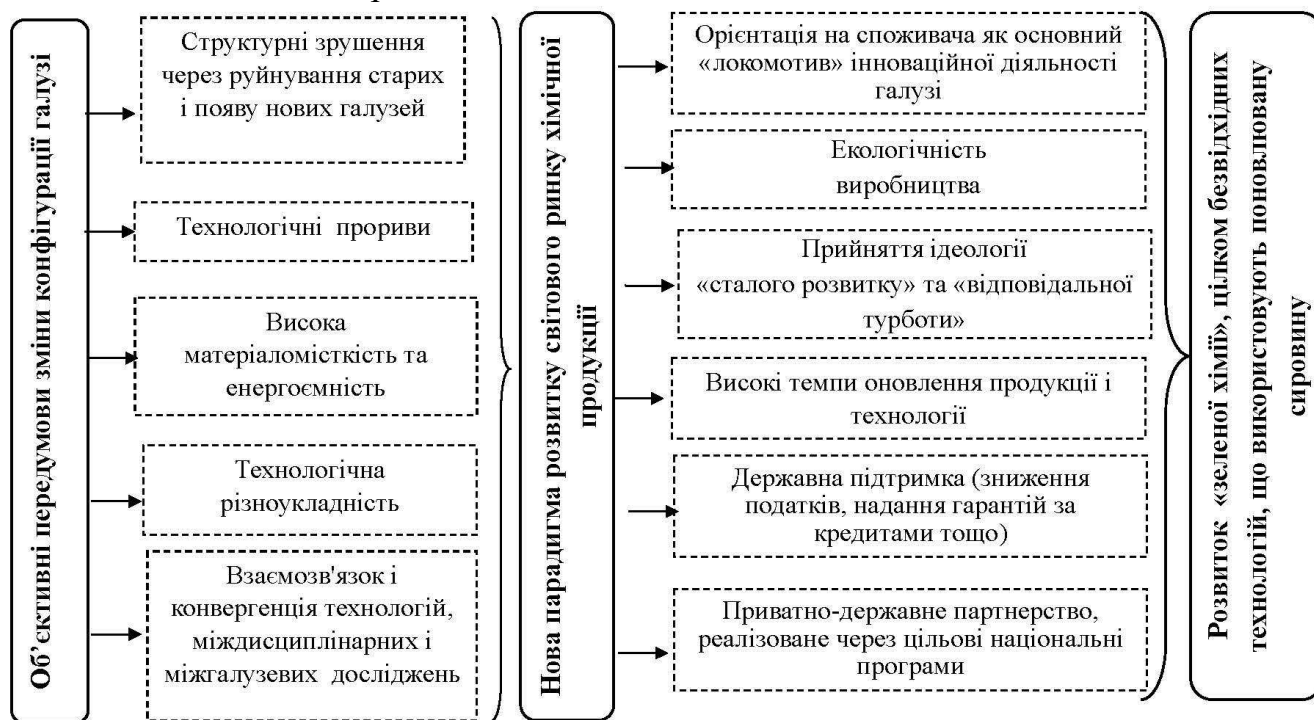 Об’єктивні передумови зміни конфігурації галузі
Структурні зрушення
через руйнування старих
і появу нових галузей
Технологічні прориви
Висока
матеріаломісткість та
енергоємність
Технологічна
різноукладність
Взаємозв'язок і
конвергенція технологій,
міждисциплінарних і
міжгалузевих досліджень
Нова парадигма розвитку світового ринку хімічної
продукції
Орієнтація на споживача як основний
«локомотив» інноваційної діяльності
галузі
Екологічність
виробництва
Прийняття ідеології
«сталого розвитку» та «відповідальної
турботи»
Високі темпи оновлення продукції і
технології
Державна підтримка (зниження
податків, надання гарантій за
кредитами тощо)
Приватно-державне партнерство,
реалізоване через цільові національні
програми
Розвиток «зеленої хімії», цілком безвідхідних
технологій, що використовують поновлювану
сировину